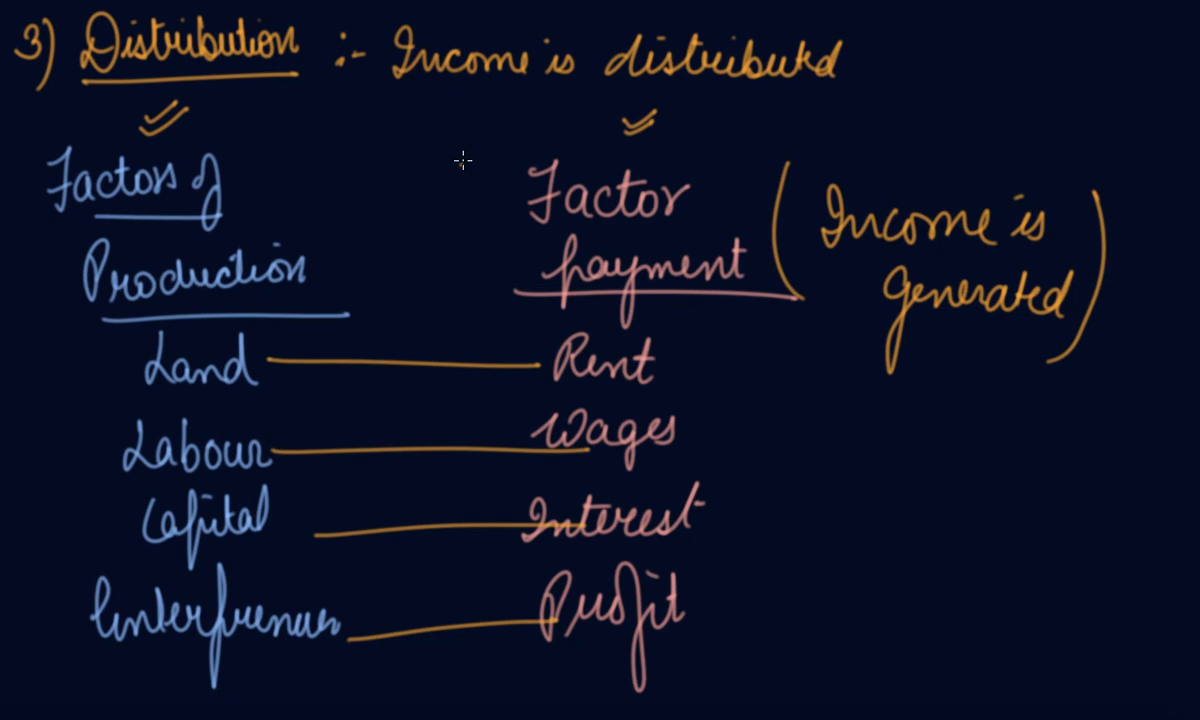 3) Distribution :- Income is distributed
Factors of Factor (Income is
Production payment generated)
Land Rent
Labour Wages
Capital Interest
Enterpreneur Profit